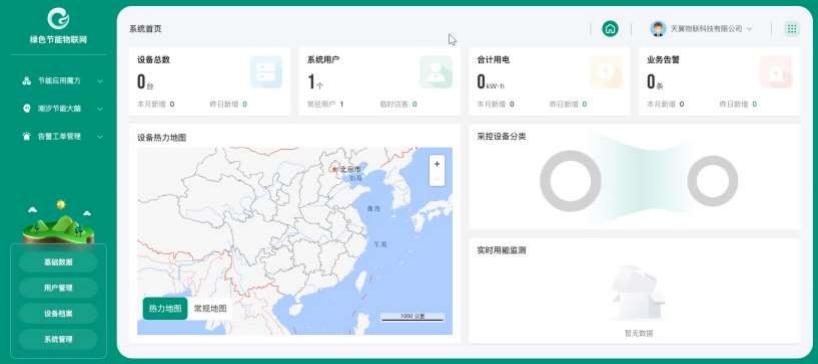 绿色节能物联网
节能应用魔方
潮汐节能大脑
告警工单管理
基础数据
用户管理
设备档案
系统管理
系统首页
天翼物联科技有限公司
设备总数
0台
本月新增 0 昨日新增 0
系统用户
1个
常驻用户 1 临时访客 0
合计用电
0kW·h
本月新增 0 昨日新增 0
业务告警
0条
本月新增 0 昨日新增 0
设备热力地图
北京市
渤海
黄海
东海
+
热力地图 常规地图
1000 公里
采控设备分类
实时用能监测
暂无数据